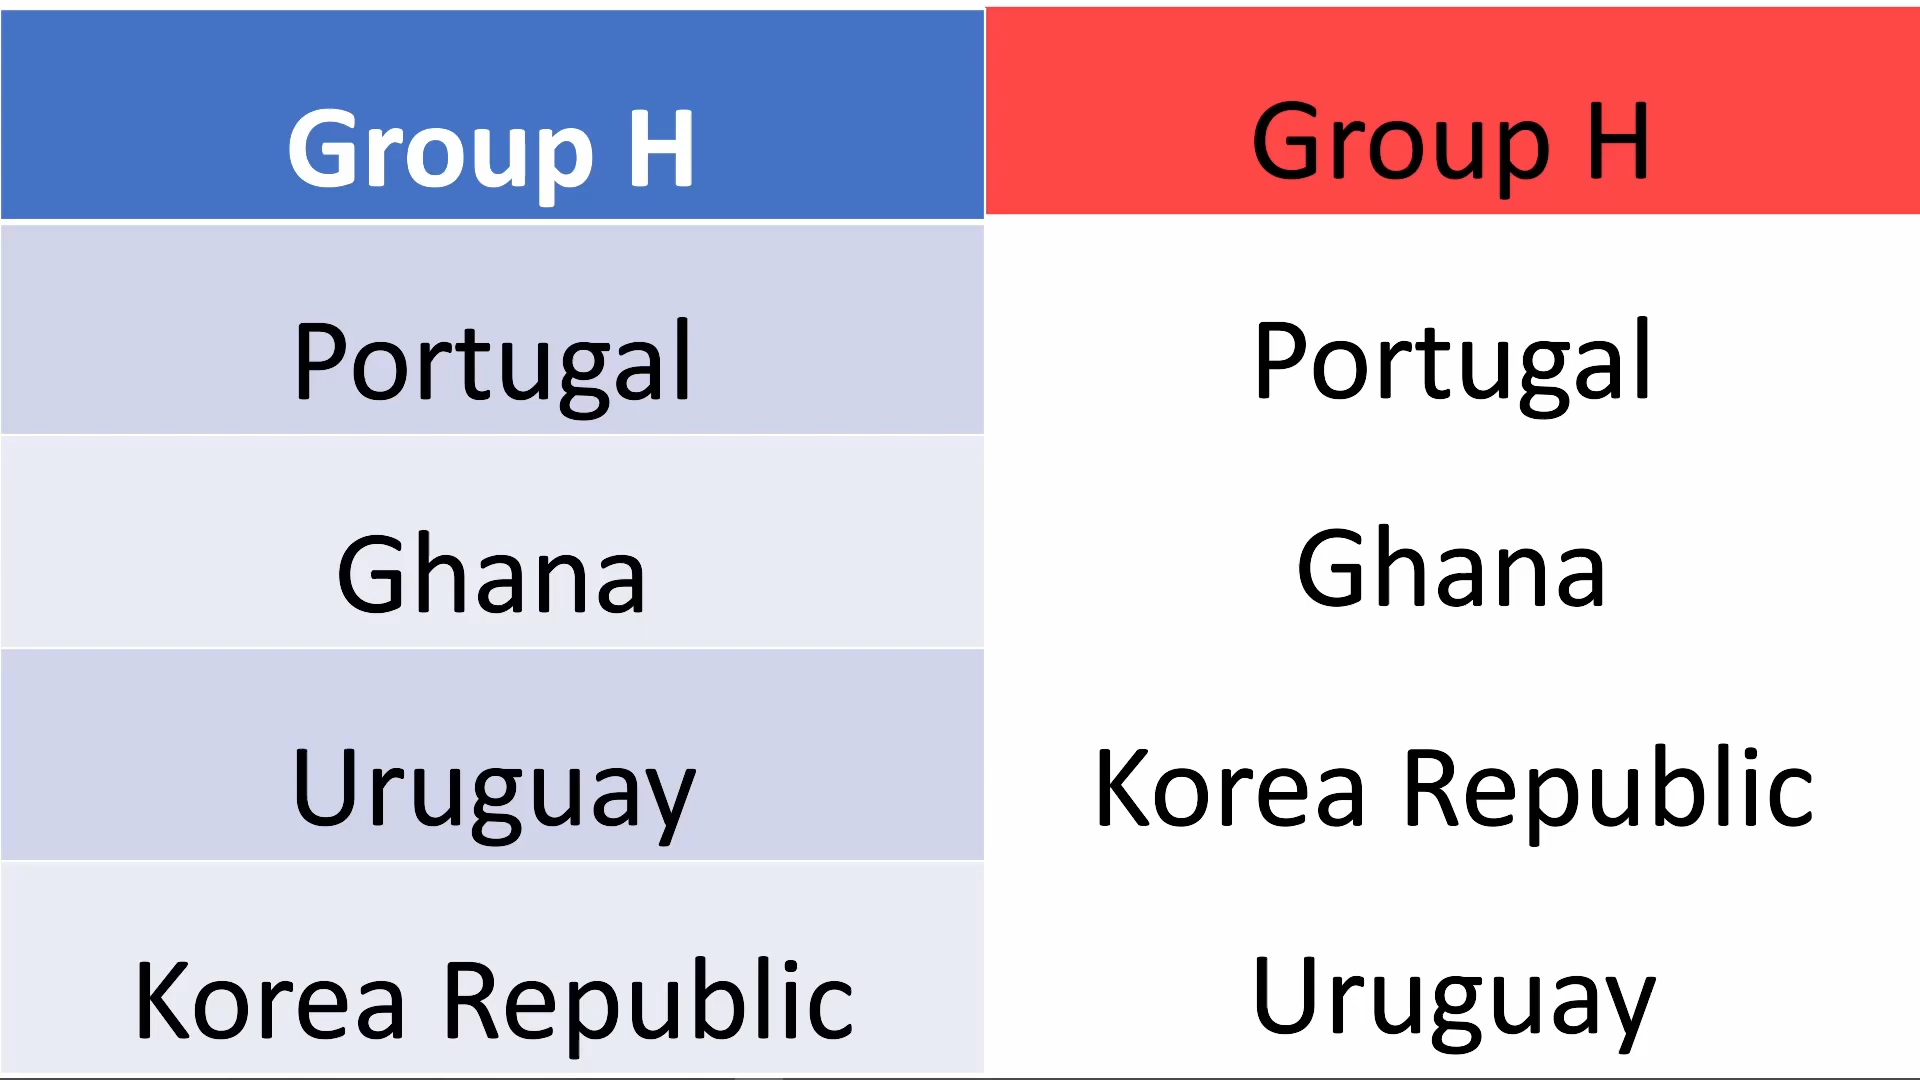 Group H
Portugal
Ghana
Uruguay
Korea Republic
Group H
Portugal
Ghana
Korea Republic
Uruguay